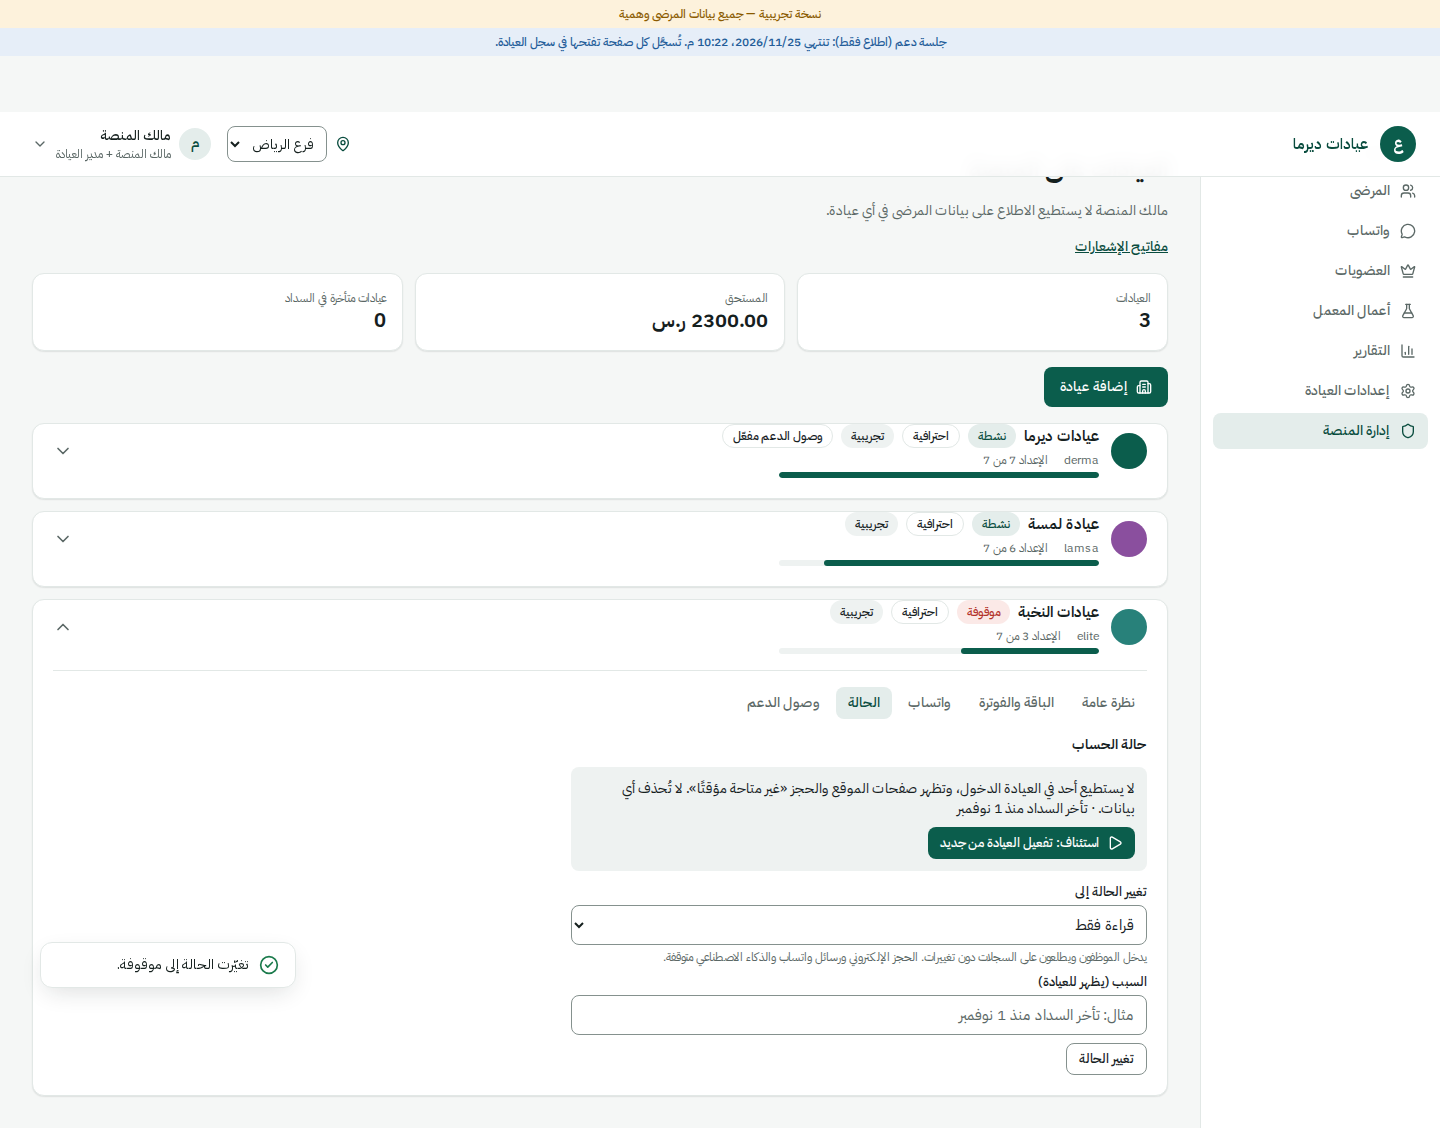 نسخة تجريبية — جميع بيانات المرضى وهمية
جلسة دعم (اطلاع فقط): تنتهي 2026/11/25، 10:22 م. تُسجَّل كل صفحة تفتحها في سجل العيادة.
ع
عيادات ديرما
فرع الرياض
م
مالك المنصة
مالك المنصة + مدير العيادة
المرضى
واتساب
العضويات
أعمال المعمل
التقارير
إعدادات العيادة
إدارة المنصة
مالك المنصة لا يستطيع الاطلاع على بيانات المرضى في أي عيادة.
مفاتيح الإشعارات
العيادات
3
المستحق
2300.00 ر.س
عيادات متأخرة في السداد
0
إضافة عيادة
عيادات ديرما نشطة احترافية تجريبية وصول الدعم مفعّل
derma الإعداد 7 من 7
عيادة لمسة نشطة احترافية تجريبية
lamsa الإعداد 6 من 7
عيادات النخبة موقوفة احترافية تجريبية
elite الإعداد 3 من 7
نظرة عامة الباقة والفوترة واتساب الحالة وصول الدعم
حالة الحساب
لا يستطيع أحد في العيادة الدخول، وتظهر صفحات الموقع والحجز «غير متاحة مؤقتًا». لا تُحذف أي
بيانات. · تأخر السداد منذ 1 نوفمبر
استئناف: تفعيل العيادة من جديد
تغيير الحالة إلى
قراءة فقط
يدخل الموظفون ويطلعون على السجلات دون تغييرات. الحجز الإلكتروني ورسائل واتساب والذكاء الاصطناعي متوقفة.
السبب (يظهر للعيادة)
مثال: تأخر السداد منذ 1 نوفمبر
تغيير الحالة
تغيّرت الحالة إلى موقوفة.